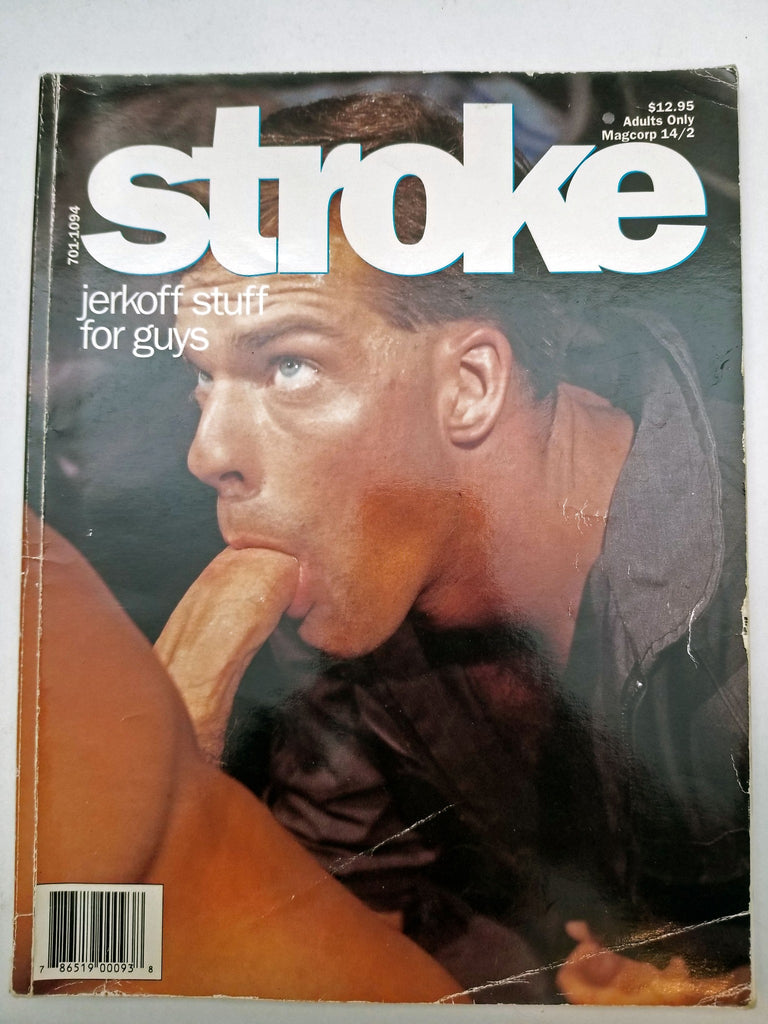 $12.95
Adults Only
Magcorp 14/2
stroke
701-1094
jerkoff stuff
for guys
7 86519 00093 8